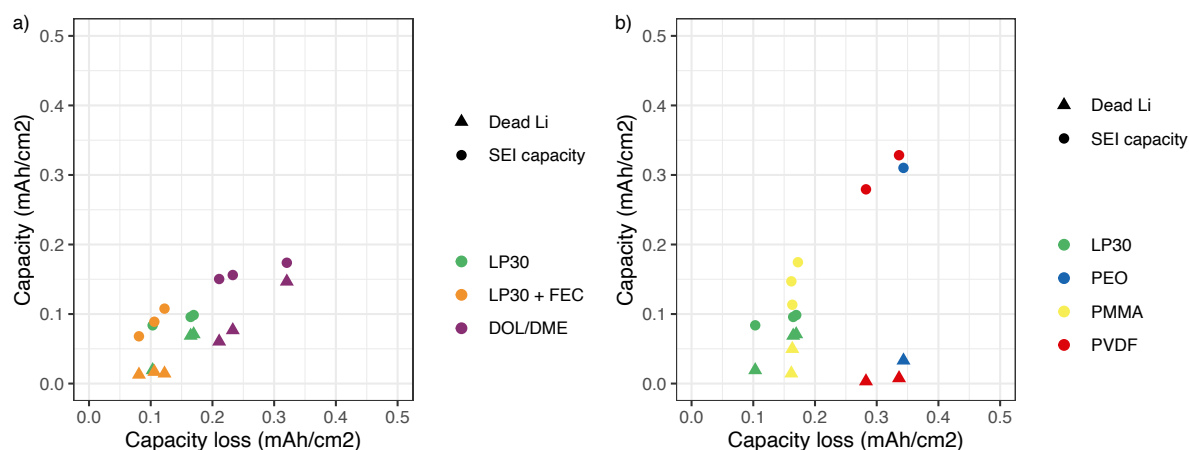 a)
0.5
0.4
0.3
0.2
0.1
0.0
Capacity (mAh/cm2)
0.0 0.1 0.2 0.3 0.4 0.5
Capacity loss (mAh/cm2)
Dead Li
SEI capacity
LP30
LP30 + FEC
DOL/DME
b)
0.5
0.4
0.3
0.2
0.1
0.0
Capacity (mAh/cm2)
0.0 0.1 0.2 0.3 0.4 0.5
Capacity loss (mAh/cm2)
Dead Li
SEI capacity
LP30
PEO
PMMA
PVDF